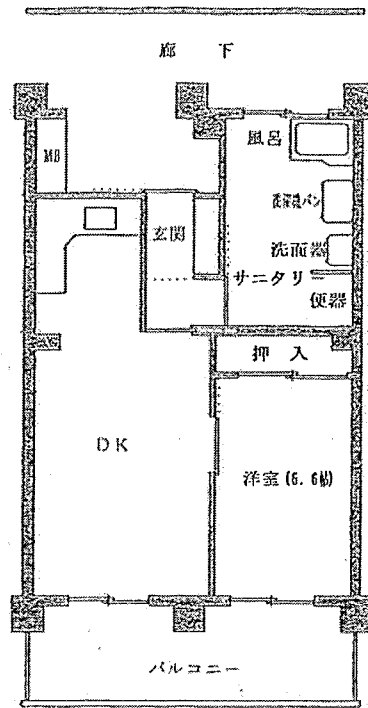 廊 下
風呂
MB
洗濯機パン
玄関
洗面器
サニタリー
便器
押 入
DK
洋室(6.6帖)
バルコニー